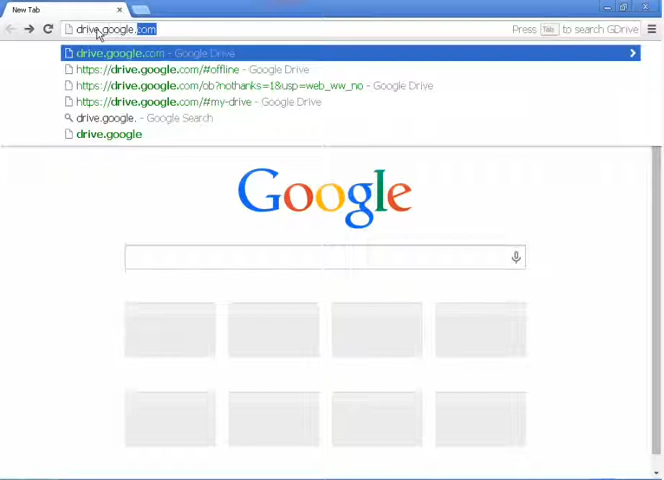 New Tab
drive.google.com
Press Tab to search GDrive
drive.google.com - Google Drive
https://drive.google.com/#offline - Google Drive
https://drive.google.com/ob?nothanks=1&usp=web_ww_no - Google Drive
https://drive.google.com/#my-drive - Google Drive
drive.google. - Google Search
drive.google
Google